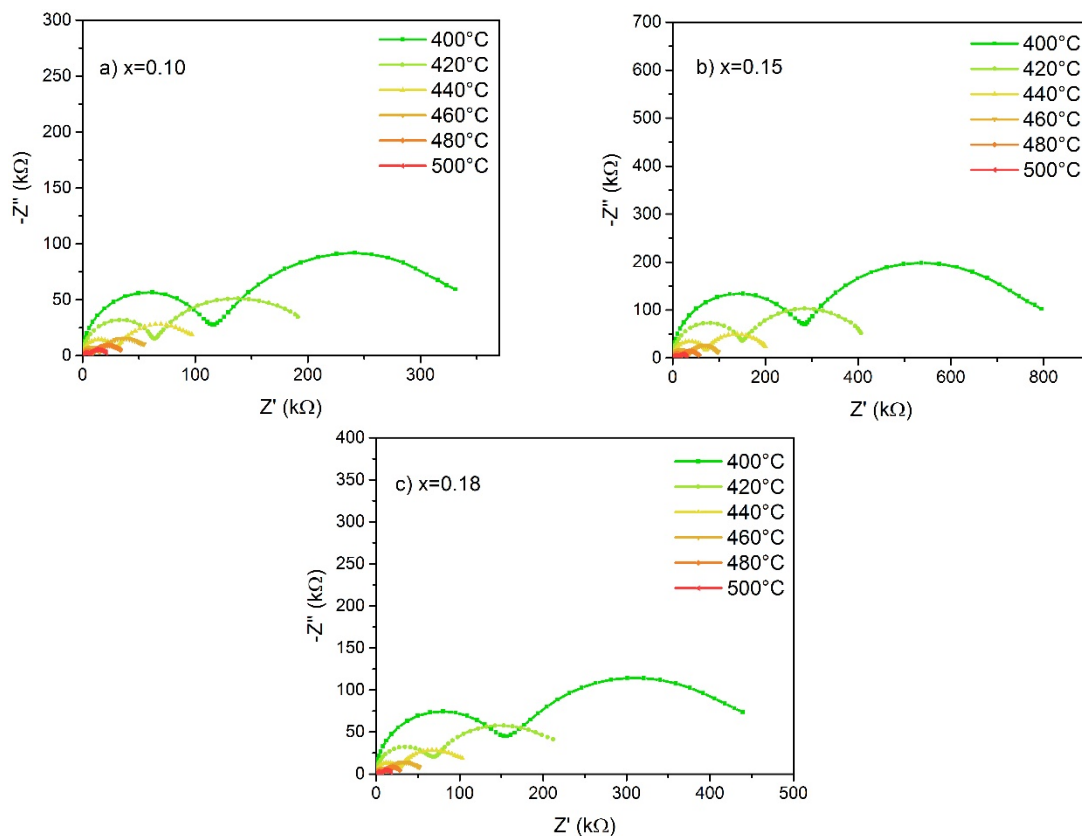 a) x=0.10
400°C
420°C
440°C
460°C
480°C
500°C
300
250
200
150
100
50
0
-Z" (kΩ)
0
100
200
300
Z' (kΩ)
b) x=0.15
400°C
420°C
440°C
460°C
480°C
500°C
700
600
500
400
300
200
100
0
-Z" (kΩ)
0
200
400
600
800
Z' (kΩ)
c) x=0.18
400°C
420°C
440°C
460°C
480°C
500°C
400
350
300
250
200
150
100
50
0
-Z" (kΩ)
0
100
200
300
400
500
Z' (kΩ)